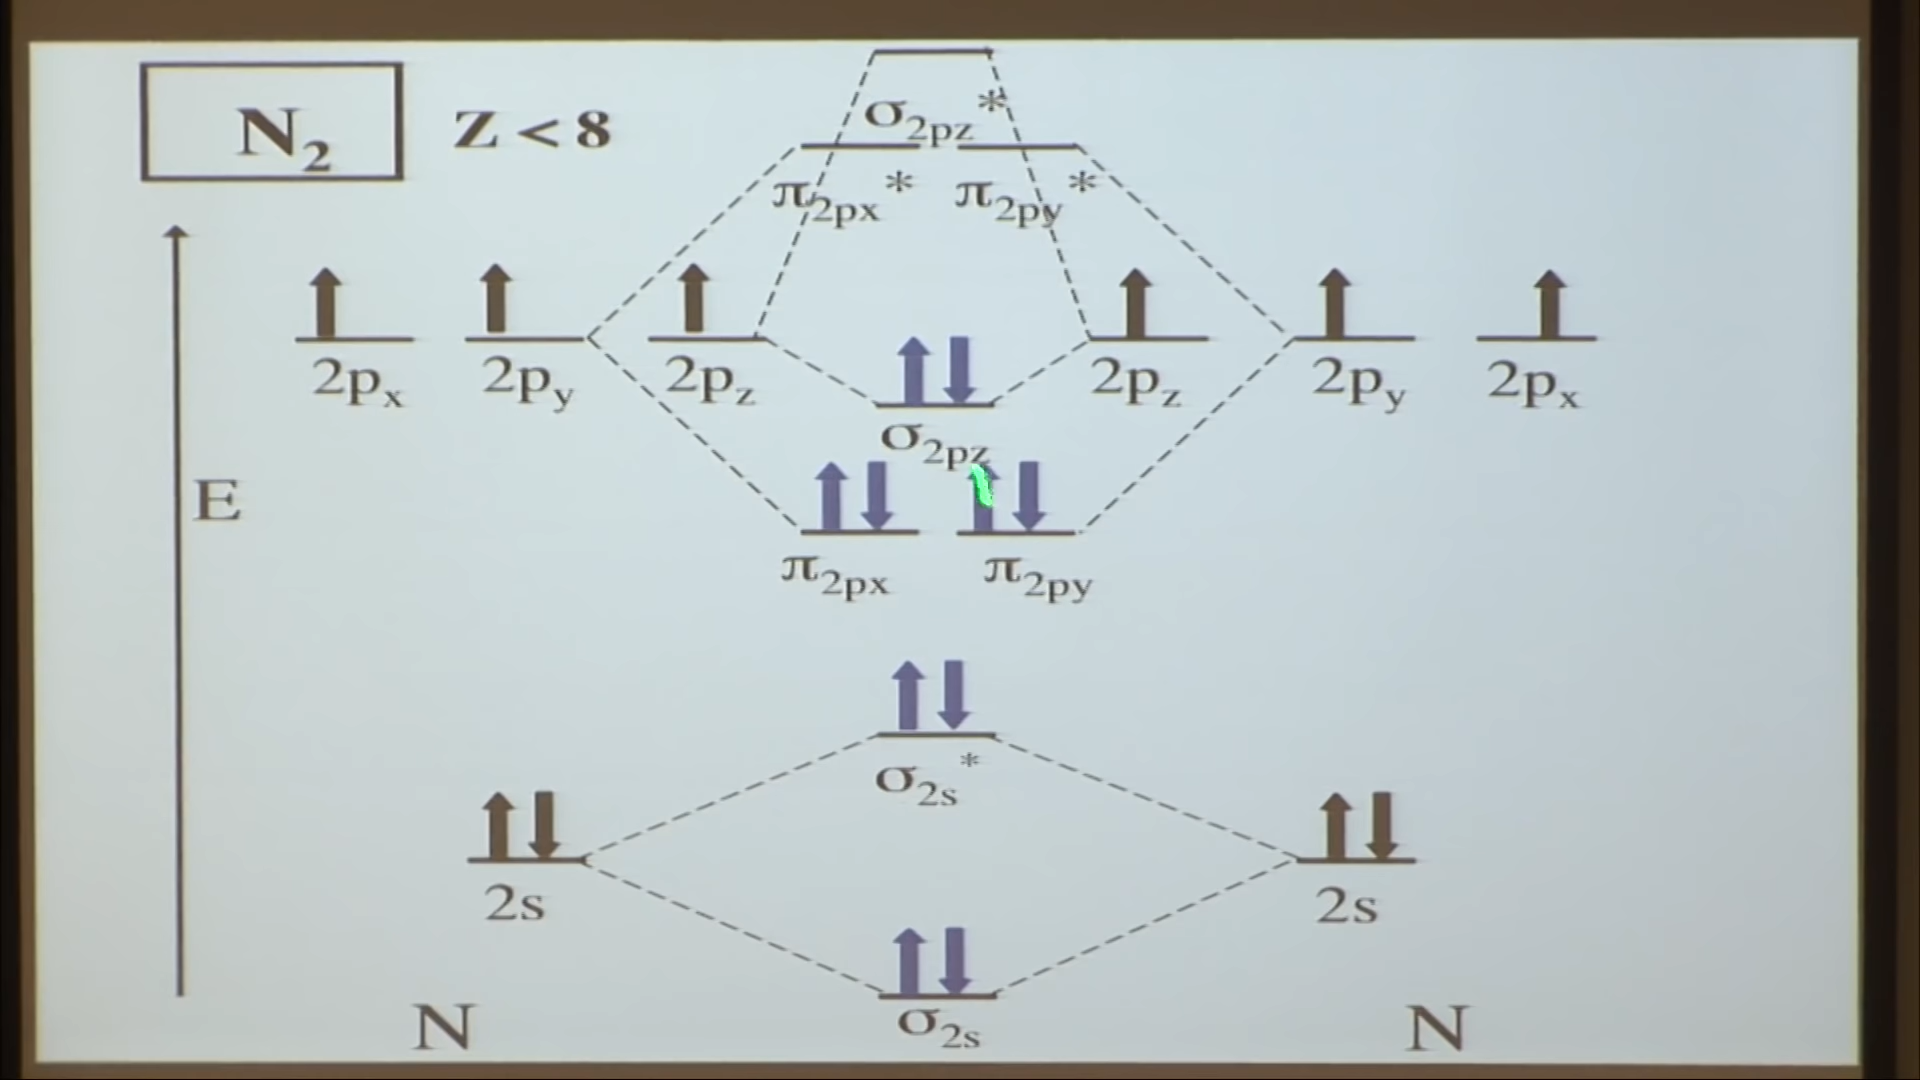 N₂ Z < 8
σ2pz*
π2px* π2py*
2px 2py 2pz 2pz 2py 2px
σ2pz
E
π2px π2py
σ2s*
2s 2s
σ2s
N N